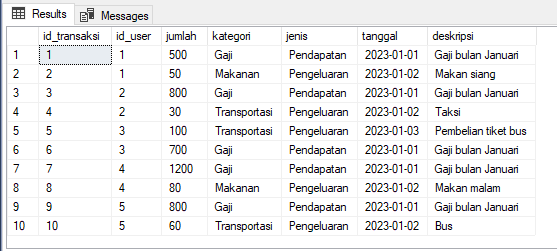 Results Messages
id_transaksi id_user jumlah kategori jenis tanggal deskripsi
1 1 1 500 Gaji Pendapatan 2023-01-01 Gaji bulan Januari
2 2 1 50 Makanan Pengeluaran 2023-01-02 Makan siang
3 3 2 800 Gaji Pendapatan 2023-01-01 Gaji bulan Januari
4 4 2 30 Transportasi Pengeluaran 2023-01-02 Taksi
5 5 3 100 Transportasi Pengeluaran 2023-01-03 Pembelian tiket bus
6 6 3 700 Gaji Pendapatan 2023-01-01 Gaji bulan Januari
7 7 4 1200 Gaji Pendapatan 2023-01-01 Gaji bulan Januari
8 8 4 80 Makanan Pengeluaran 2023-01-02 Makan malam
9 9 5 800 Gaji Pendapatan 2023-01-01 Gaji bulan Januari
10 10 5 60 Transportasi Pengeluaran 2023-01-02 Bus